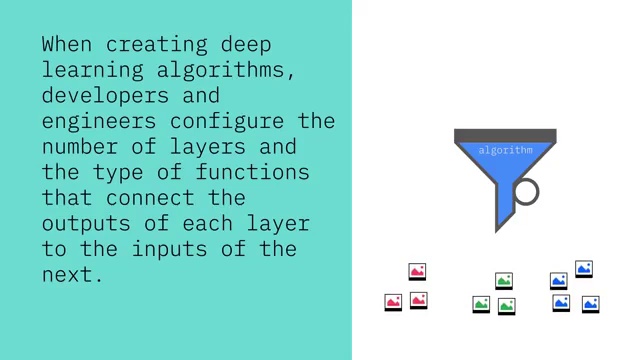 When creating deep
learning algorithms,
developers and
engineers configure the
number of layers and
the type of functions
that connect the
outputs of each layer
to the inputs of the
next.
algorithm